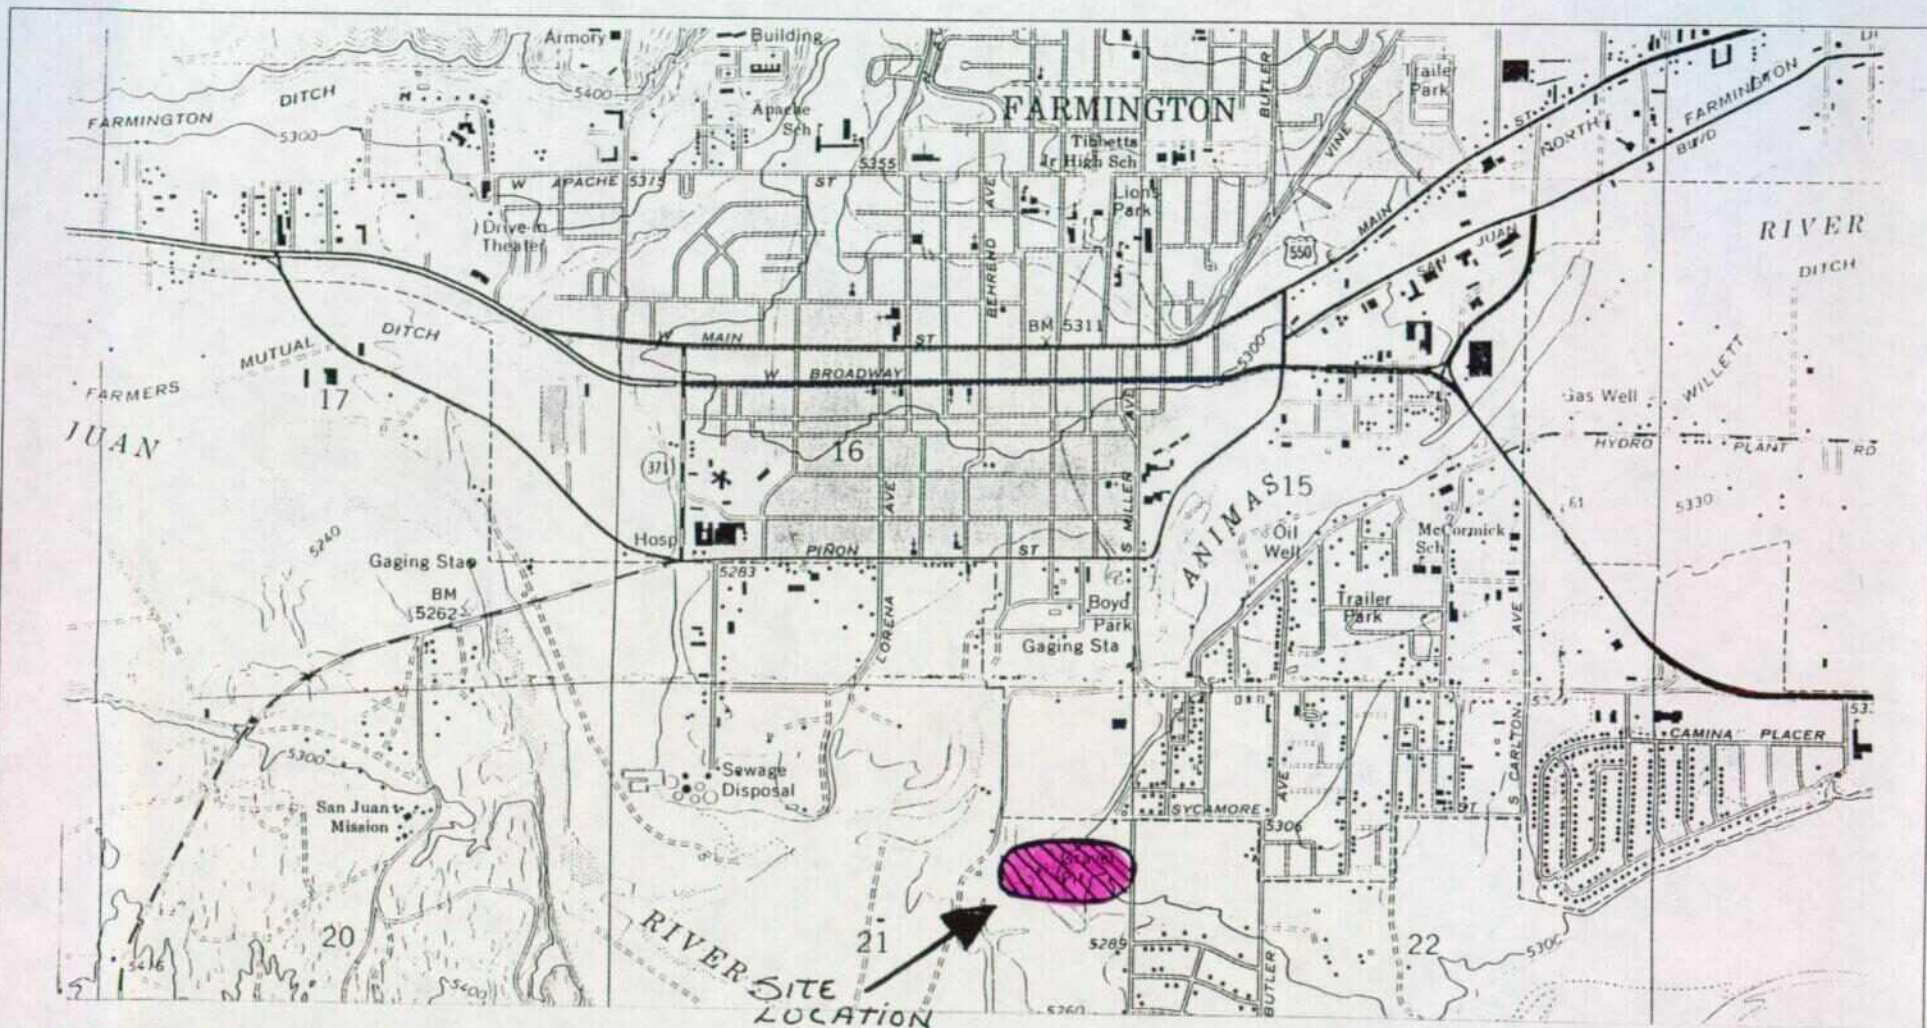 Armory
Building
DITCH
5400
FARMINGTON
5300
Apache
Sch
5355
FARMINGTON
Tibbetts
Jr High Sch
BUTLER
VINE
Trailer
Park
ST
NORTH
FARMINGTON
BLVD
W APACHE 5315 ST
AVE
Lions
Park
MAIN
Drive-in
Theater
BEHREND
550
SAN JUAN
RIVER
DITCH
DITCH
MUTUAL
FARMERS
W MAIN ST
BM 5311
5300
W BROADWAY
17
JUAN
16
371
AVE
AVE
S MILLER
ANIMAS
15
Gas Well
WILLETT
HYDRO PLANT RD
61
5330
5240
Gaging Sta
BM
5262
Hosp
PIÑON ST
5283
Oil
Well
McCormick
Sch
LORENA
Boyd
Park
Gaging Sta
Trailer
Park
AVE
S CARLTON
CAMINA PLACER
5300
San Juan
Mission
Sewage
Disposal
SYCAMORE
ST
AVE
5306
Gravel
20
RIVER
21
5289
22
5300
5400
SITE
LOCATION
5260
BUTLER